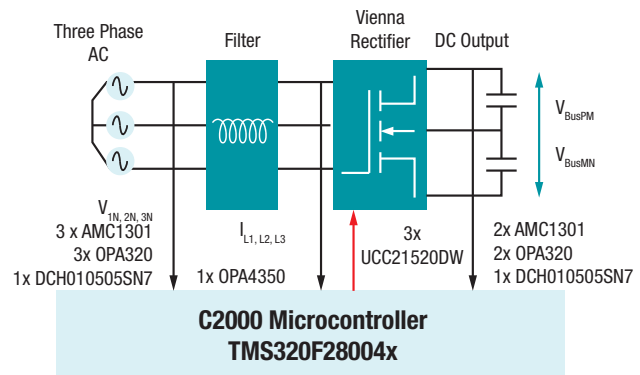 Three Phase
AC
Filter
Vienna
Rectifier
DC Output
V_BusPM
V_BusMN
V_1N, 2N, 3N
3 x AMC1301
3x OPA320
1x DCH010505SN7
I_L1, L2, L3
1x OPA4350
3x
UCC21520DW
2x AMC1301
2x OPA320
1x DCH010505SN7
C2000 Microcontroller
TMS320F28004x